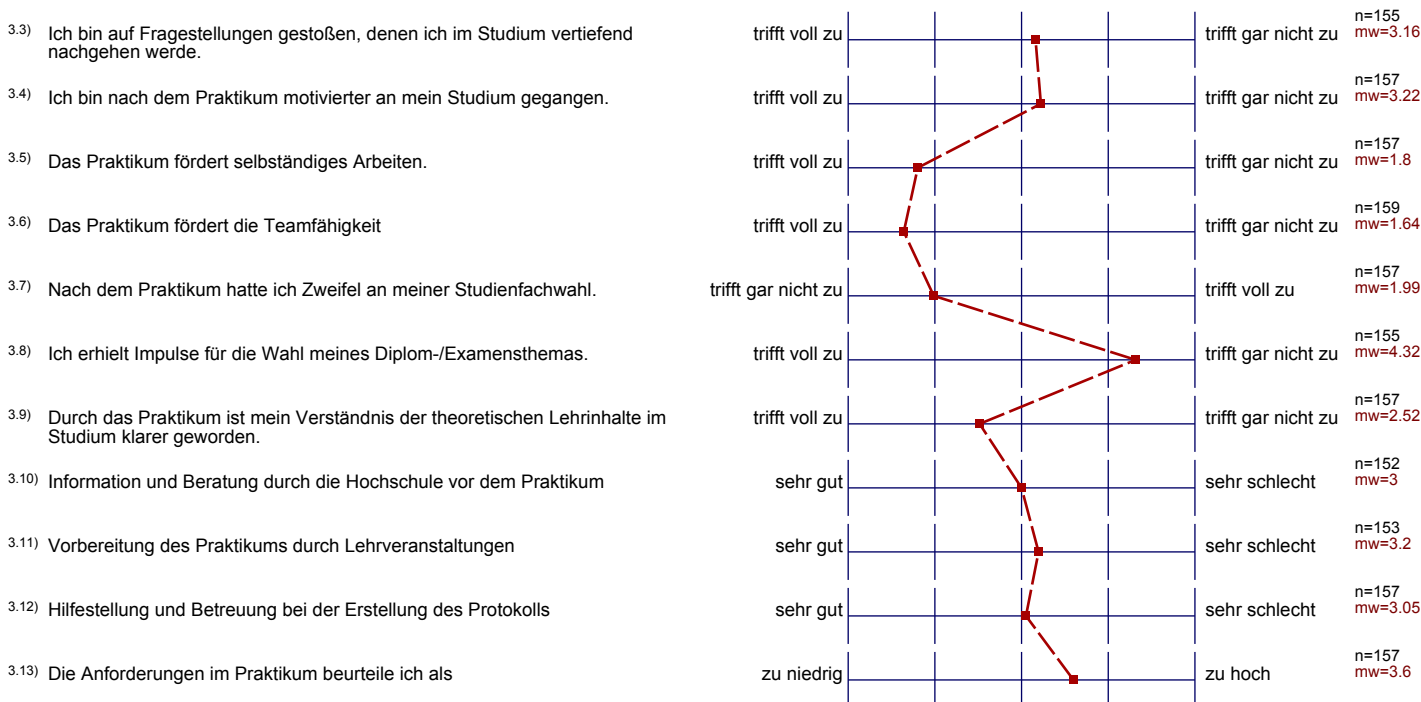 3.3) Ich bin auf Fragestellungen gestoßen, denen ich im Studium vertiefend
nachgehen werde.
trifft voll zu
trifft gar nicht zu
n=155
mw=3.16
3.4) Ich bin nach dem Praktikum motivierter an mein Studium gegangen.
trifft voll zu
trifft gar nicht zu
n=157
mw=3.22
3.5) Das Praktikum fördert selbständiges Arbeiten.
trifft voll zu
trifft gar nicht zu
n=157
mw=1.8
3.6) Das Praktikum fördert die Teamfähigkeit
trifft voll zu
trifft gar nicht zu
n=159
mw=1.64
3.7) Nach dem Praktikum hatte ich Zweifel an meiner Studienfachwahl.
trifft gar nicht zu
trifft voll zu
n=157
mw=1.99
3.8) Ich erhielt Impulse für die Wahl meines Diplom-/Examensthemas.
trifft voll zu
trifft gar nicht zu
n=155
mw=4.32
3.9) Durch das Praktikum ist mein Verständnis der theoretischen Lehrinhalte im
Studium klarer geworden.
trifft voll zu
trifft gar nicht zu
n=157
mw=2.52
3.10) Information und Beratung durch die Hochschule vor dem Praktikum
sehr gut
sehr schlecht
n=152
mw=3
3.11) Vorbereitung des Praktikums durch Lehrveranstaltungen
sehr gut
sehr schlecht
n=153
mw=3.2
3.12) Hilfestellung und Betreuung bei der Erstellung des Protokolls
sehr gut
sehr schlecht
n=157
mw=3.05
3.13) Die Anforderungen im Praktikum beurteile ich als
zu niedrig
zu hoch
n=157
mw=3.6